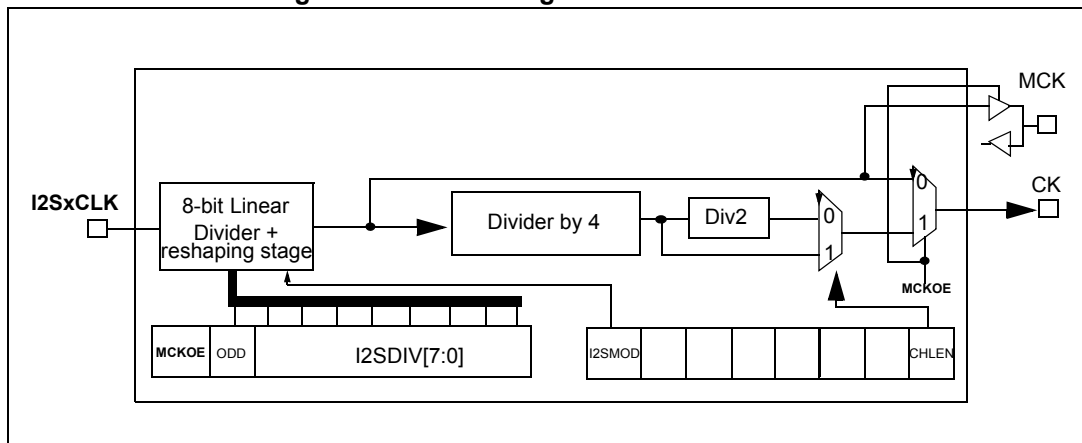 MCK
I2SxCLK
8-bit Linear
Divider +
reshaping stage
Divider by 4
Div2
0
1
0
1
CK
MCKOE
MCKOE
ODD
I2SDIV[7:0]
I2SMOD
CHLEN